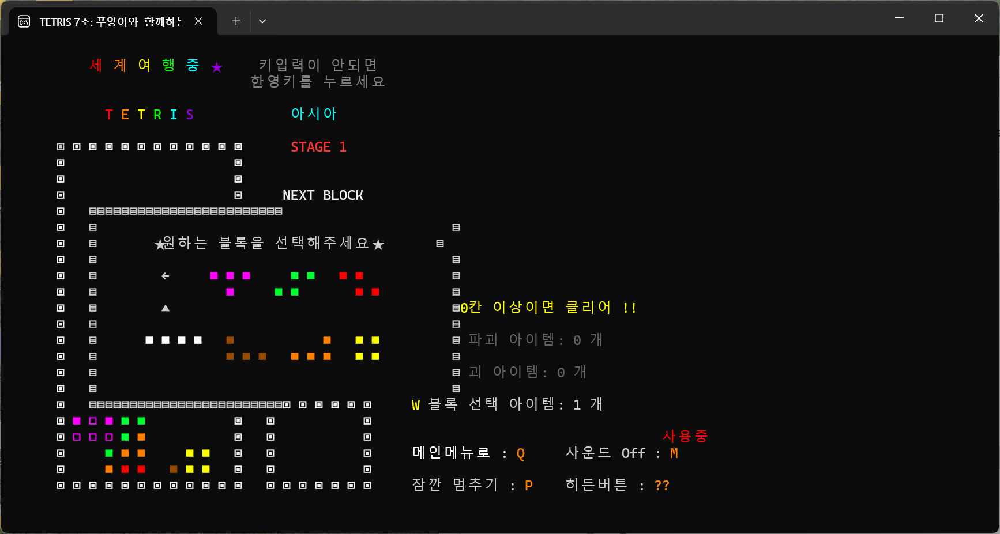 TETRIS 7조: 푸앙이와 함께하는
세 계 여 행 중 ★
키입력이 안되면
한영키를 누르세요
T E T R I S
아시아
STAGE 1
NEXT BLOCK
★원하는 블록을 선택해주세요★
0칸 이상이면 클리어 !!
파괴 아이템: 0 개
괴 아이템: 0 개
W 블록 선택 아이템: 1 개
사용중
메인메뉴로 : Q 사운드 Off : M
잠깐 멈추기 : P 히든버튼 : ??